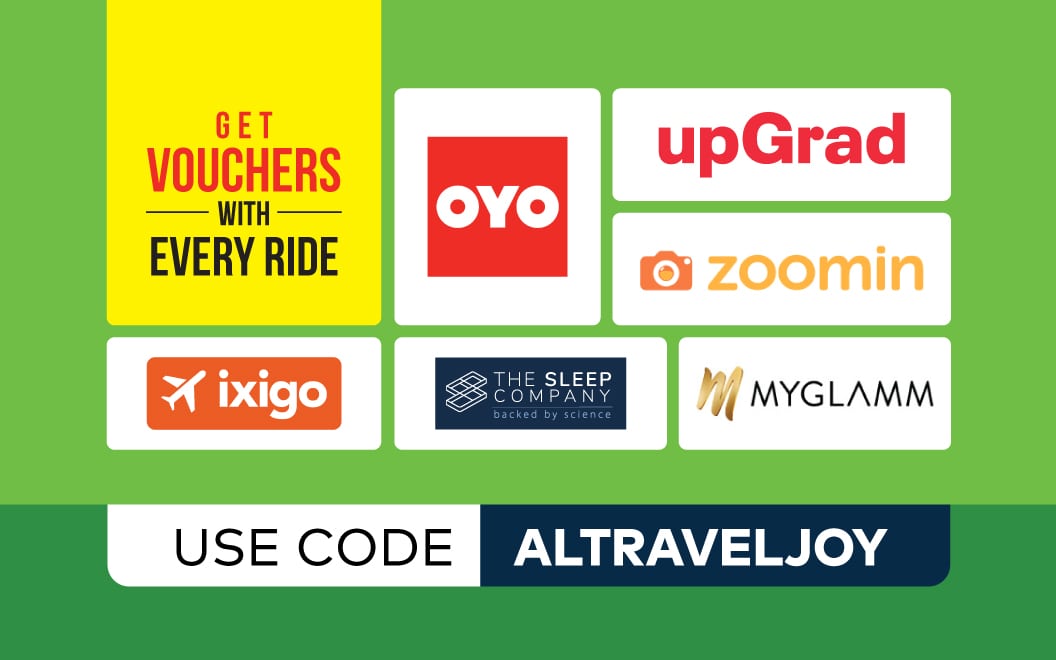 GET
VOUCHERS
WITH
EVERY RIDE
OYO
upGrad
zoomin
ixigo
THE SLEEP
COMPANY
backed by science
MYGLAMM
USE CODE ALTRAVELJOY